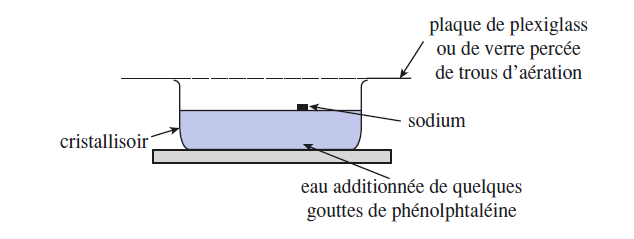 plaque de plexiglass
ou de verre percée
de trous d’aération
sodium
cristallisoir
eau additionnée de quelques
gouttes de phénolphtaléine